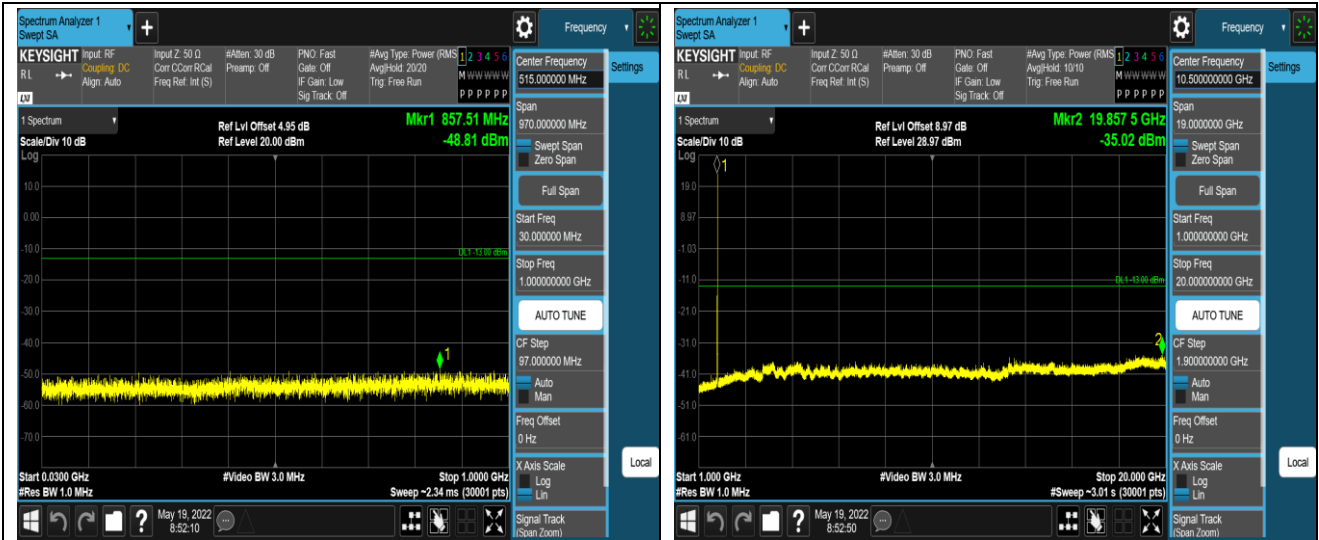 Spectrum Analyzer 1
Swept SA
+
Frequency
KEYSIGHT
RL
LXI
Input: RF
Coupling: DC
Align: Auto
Input Z: 50 Ω
Corr CCorr RCal
Freq Ref: Int (S)
#Atten: 30 dB
Preamp: Off
PNO: Fast
Gate: Off
IF Gain: Low
Sig Track: Off
#Avg Type: Power (RMS
Avg|Hold: 20/20
Trig: Free Run
1 2 3 4 5 6
M W W W W W
P P P P P P
Center Frequency
515.000000 MHz
Settings
1 Spectrum
Scale/Div 10 dB
Log
Ref Lvl Offset 4.95 dB
Ref Level 20.00 dBm
Mkr1 857.51 MHz
-48.81 dBm
10.0
0.00
-10.0
DL1 -13.00 dBm
-20.0
-30.0
-40.0
1
-50.0
-60.0
-70.0
Start 0.0300 GHz
#Res BW 1.0 MHz
#Video BW 3.0 MHz
Stop 1.0000 GHz
Sweep ~2.34 ms (30001 pts)
Span
970.000000 MHz
Swept Span
Zero Span
Full Span
Start Freq
30.000000 MHz
Stop Freq
1.000000000 GHz
AUTO TUNE
CF Step
97.000000 MHz
Auto
Man
Freq Offset
0 Hz
X Axis Scale
Log
Lin
Local
Signal Track
(Span Zoom)
?
May 19, 2022
8:52:10
Spectrum Analyzer 1
Swept SA
+
Frequency
KEYSIGHT
RL
LXI
Input: RF
Coupling: DC
Align: Auto
Input Z: 50 Ω
Corr CCorr RCal
Freq Ref: Int (S)
#Atten: 30 dB
Preamp: Off
PNO: Fast
Gate: Off
IF Gain: Low
Sig Track: Off
#Avg Type: Power (RMS
Avg|Hold: 10/10
Trig: Free Run
1 2 3 4 5 6
M W W W W W
P P P P P P
Center Frequency
10.50000000 GHz
Settings
1 Spectrum
Scale/Div 10 dB
Log
Ref Lvl Offset 8.97 dB
Ref Level 28.97 dBm
Mkr2 19.857 5 GHz
-35.02 dBm
1
19.0
8.97
-1.03
-11.0
DL1 -13.00 dBm
-21.0
-31.0
2
-41.0
-51.0
-61.0
Start 1.000 GHz
#Res BW 1.0 MHz
#Video BW 3.0 MHz
Stop 20.000 GHz
#Sweep ~3.01 s (30001 pts)
Span
19.0000000 GHz
Swept Span
Zero Span
Full Span
Start Freq
1.000000000 GHz
Stop Freq
20.000000000 GHz
AUTO TUNE
CF Step
1.900000000 GHz
Auto
Man
Freq Offset
0 Hz
X Axis Scale
Log
Lin
Local
Signal Track
(Span Zoom)
?
May 19, 2022
8:52:50